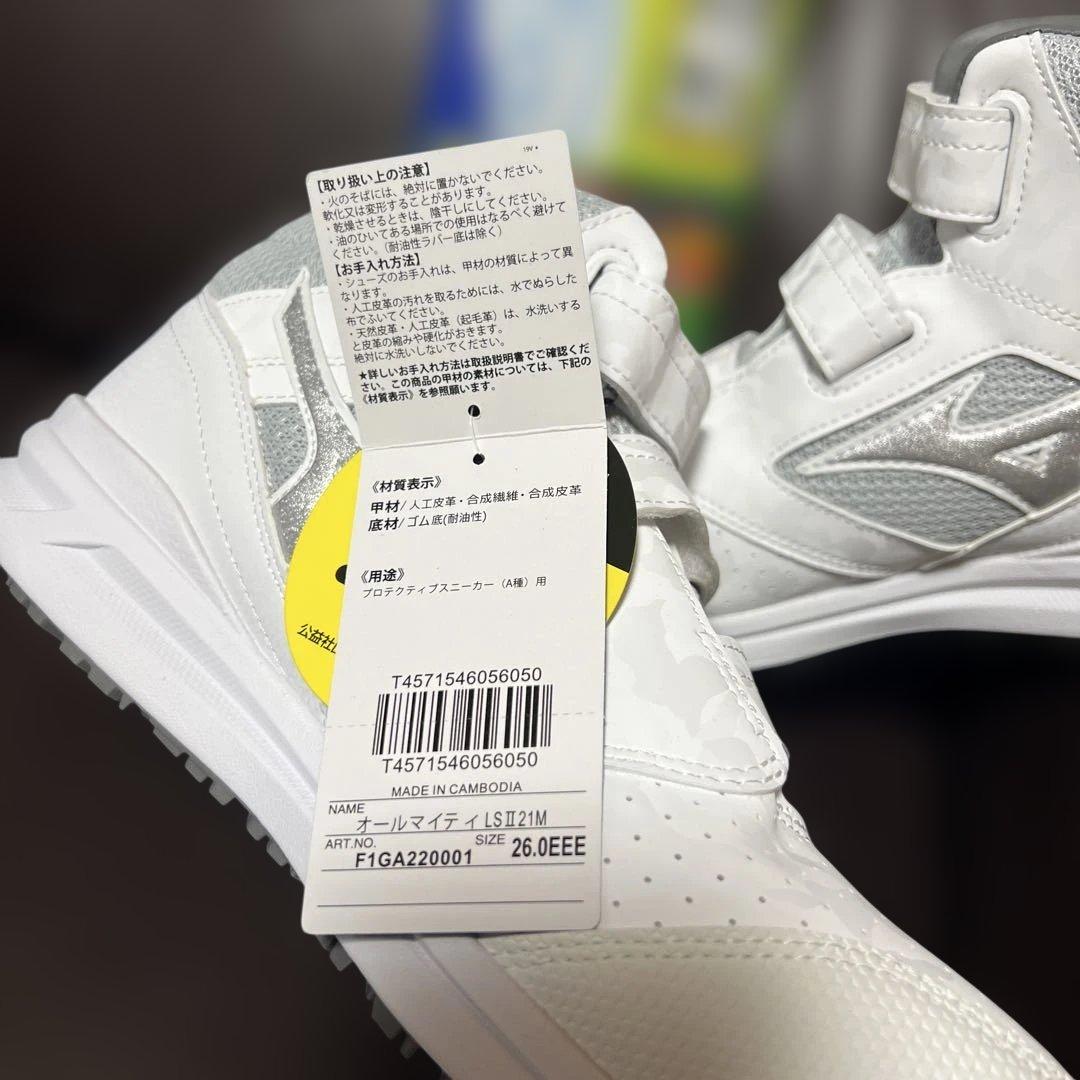 19V
【取り扱い上の注意】
・火のそばには、絶対に置かないでください。
軟化又は変形することがあります。
・乾燥させるときは、陰干しにしてください。
・油のひいてある場所での使用はなるべく避けて
ください。（耐油性ラバー底は除く）
【お手入れ方法】
・シューズのお手入れは、甲材の材質によって異
なります。
・人工皮革の汚れを取るためには、水でぬらした
布でふいてください。
・天然皮革・人工皮革（起毛革）は、水洗いする
と皮革の縮みや硬化がおきます。
絶対に水洗いしないでください。
★詳しいお手入れ方法は取扱説明書でご確認くだ
さい。この商品の甲材の素材については、下記の
《材質表示》を参照願います。
《材質表示》
甲材/人工皮革・合成繊維・合成皮革
底材/ゴム底(耐油性)
《用途》
プロテクティブスニーカー（A種）用
公益社
T4571546056050
T4571546056050
MADE IN CAMBODIA
NAME
オールマイティLSⅡ21M
ART.NO.
F1GA220001
SIZE
26.0EEE